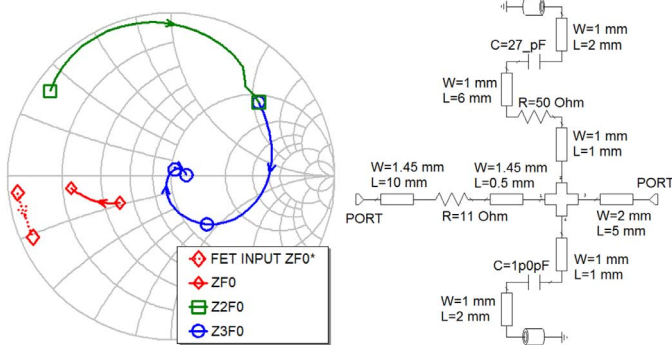 FET INPUT ZF0*
ZF0
Z2F0
Z3F0
W=1 mm
L=2 mm
C=27_pF
W=1 mm
L=6 mm
R=50 Ohm
W=1 mm
L=1 mm
W=1.45 mm
L=10 mm
W=1.45 mm
L=0.5 mm
PORT
R=11 Ohm
PORT
W=2 mm
L=5 mm
C=1p0pF
W=1 mm
L=1 mm
W=1 mm
L=2 mm